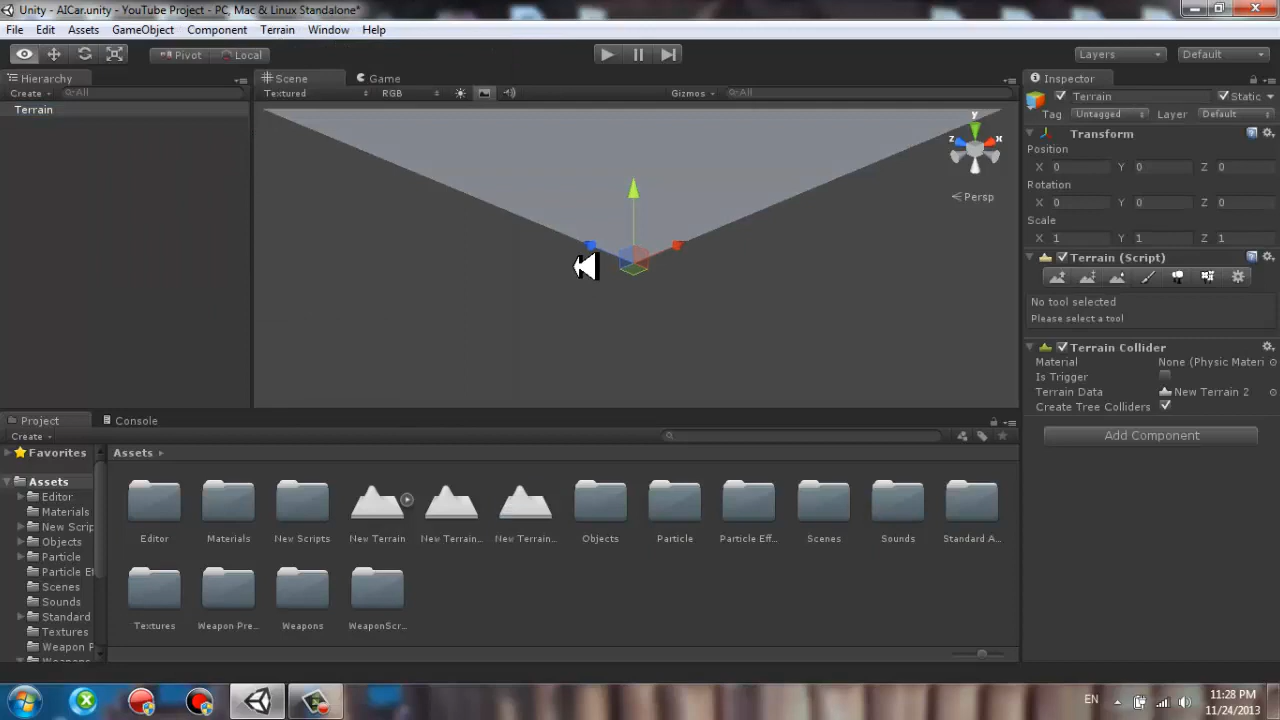 Unity - AICar.unity - YouTube Project - PC, Mac & Linux Standalone*
File Edit Assets GameObject Component Terrain Window Help
Pivot Local Layers Default
Hierarchy
Create All
Terrain
Scene Game
Textured RGB Gizmos All
y
z
x
Persp
Inspector
Terrain Static
Tag Untagged Layer Default
Transform
Position
X 0 Y 0 Z 0
Rotation
X 0 Y 0 Z 0
Scale
X 1 Y 1 Z 1
Terrain (Script)
No tool selected
Please select a tool
Terrain Collider
Material None (Physic Materi
Is Trigger
Terrain Data New Terrain 2
Create Tree Colliders
Add Component
Project Console
Create
Favorites
Assets
Editor
Materials
New Scrip
Objects
Particle
Particle Ef
Scenes
Sounds
Standard
Textures
Weapon P
Weapons
Assets
Editor Materials New Scripts New Terrain New Terrain... New Terrain... Objects Particle Particle Eff... Scenes Sounds Standard A...
Textures Weapon Pre... Weapons WeaponScr...
EN
11:28 PM
11/24/2013